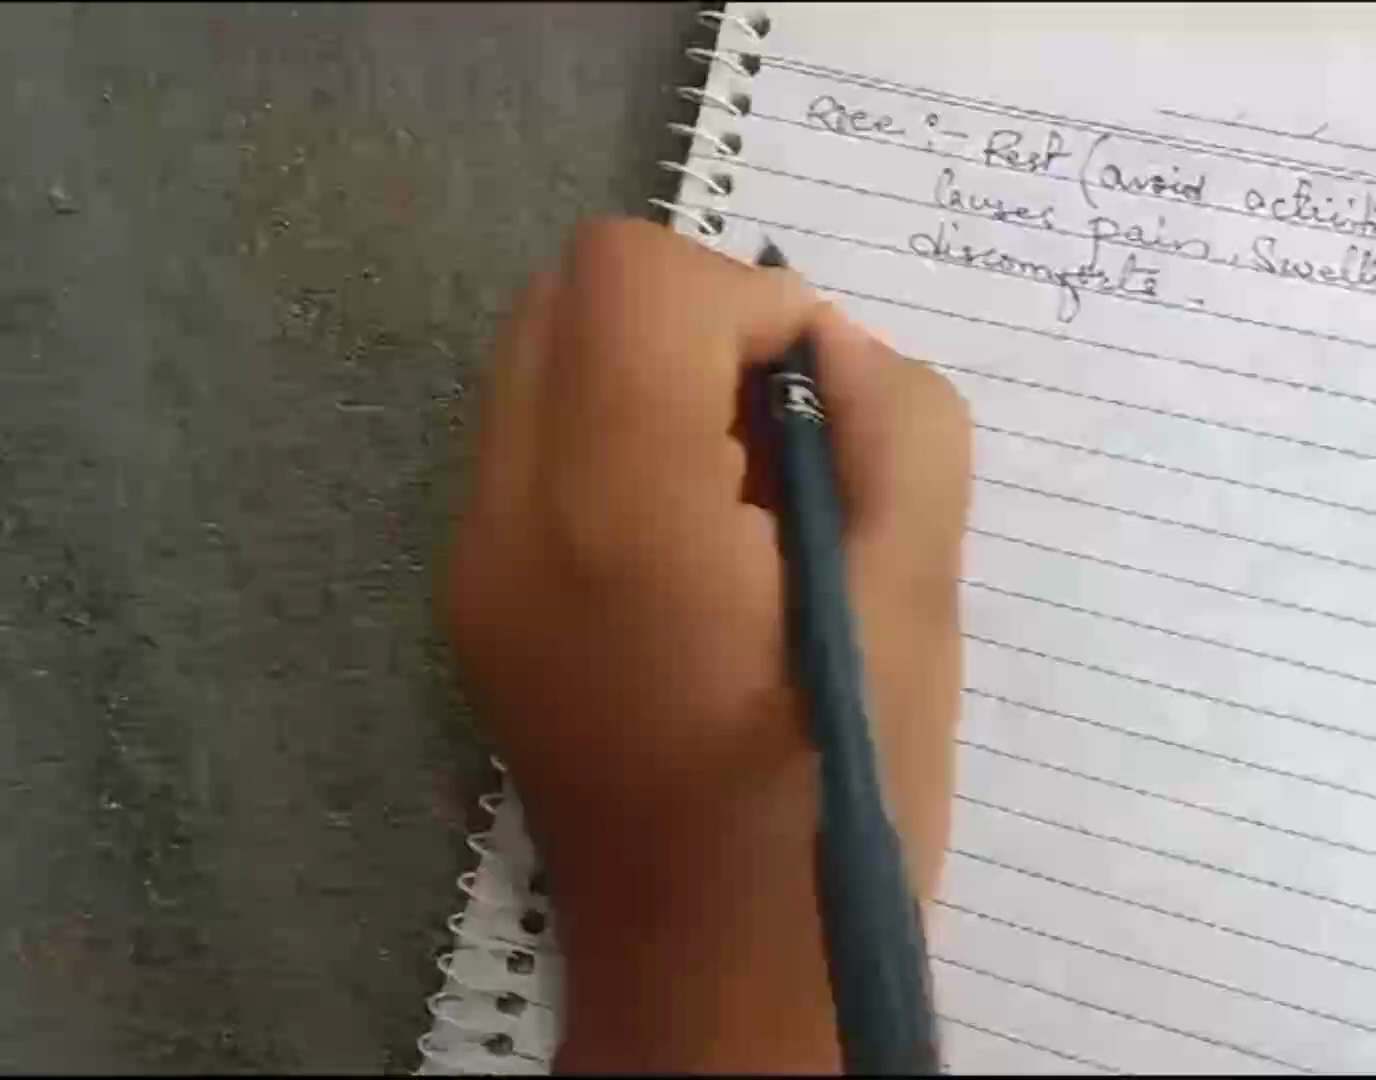 Rice :- Rest (avoid activit
causes pain, Swell
discomforts.